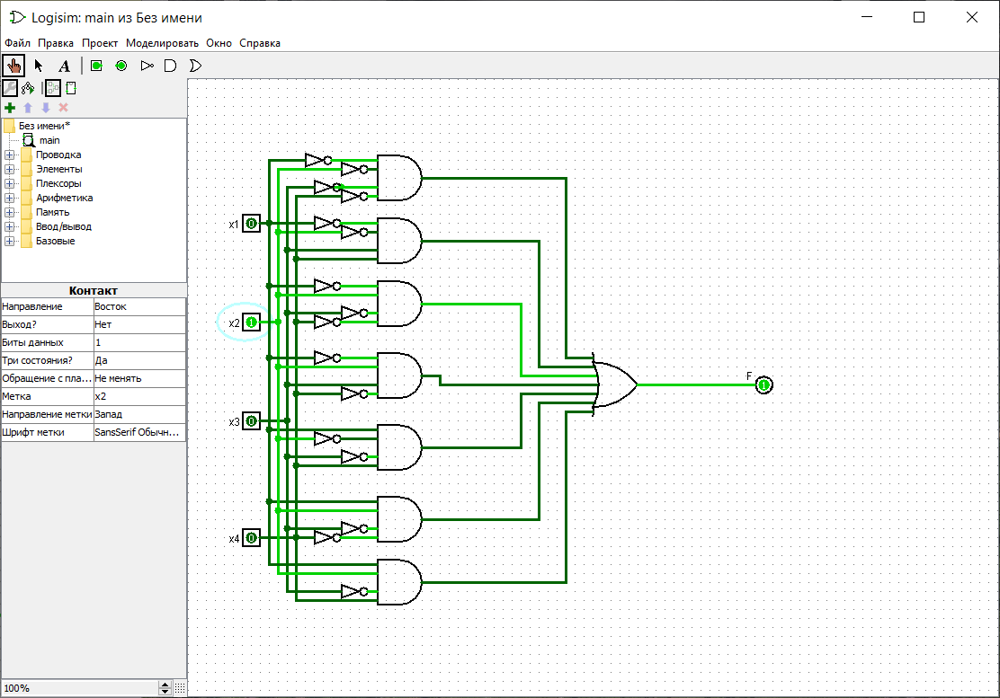 Logisim: main из Без имени
Файл Правка Проект Моделировать Окно Справка
A
Без имени*
main
Проводка
Элементы
Плексоры
Арифметика
Память
Ввод/вывод
Базовые
Контакт
Направление Восток
Выход? Нет
Биты данных 1
Три состояния? Да
Обращение с пла... Не менять
Метка x2
Направление метки Запад
Шрифт метки SansSerif Обычн...
100%
x1 0
x2 1
x3 0
x4 0
F
1